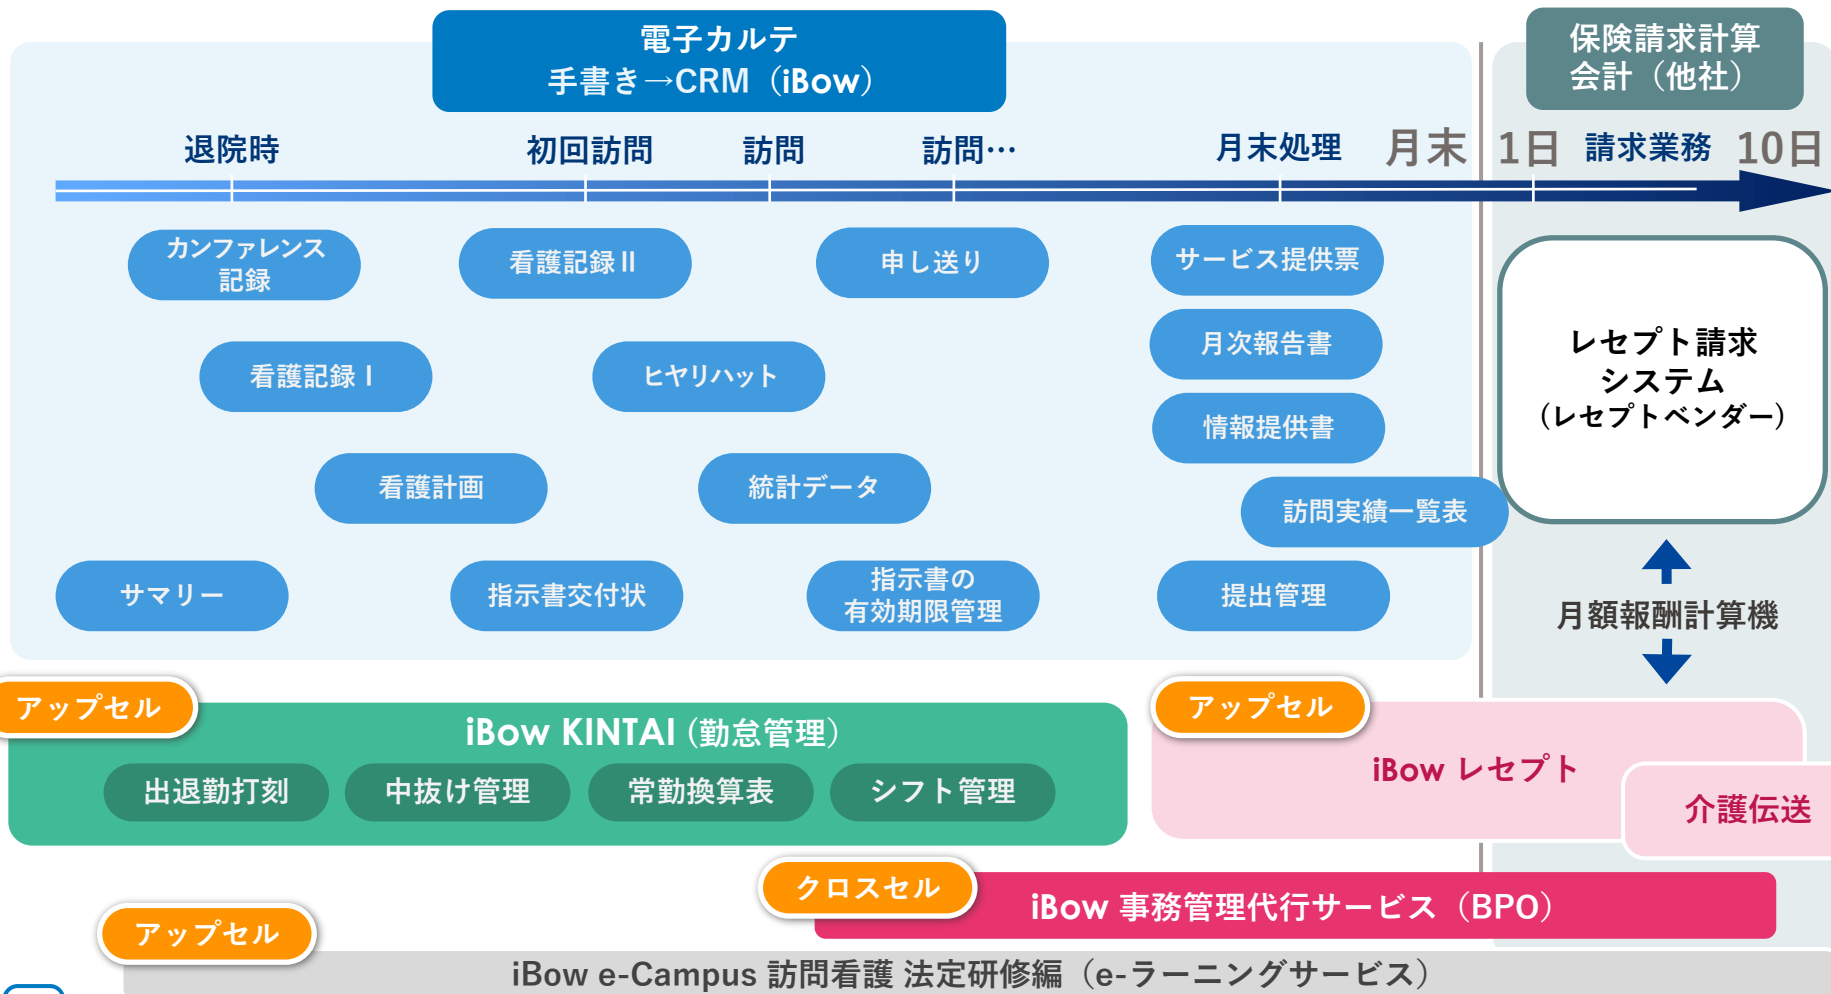 電子カルテ
手書き→CRM（iBow）
保険請求計算
会計（他社）
退院時
初回訪問
訪問
訪問…
月末処理
月末
1日
請求業務
10日
カンファレンス
記録
看護記録Ⅱ
申し送り
サービス提供票
看護記録Ⅰ
ヒヤリハット
月次報告書
情報提供書
看護計画
統計データ
訪問実績一覧表
サマリー
指示書交付状
指示書の
有効期限管理
提出管理
レセプト請求
システム
（レセプトベンダー）
月額報酬計算機
アップセル
iBow KINTAI（勤怠管理）
出退勤打刻
中抜け管理
常勤換算表
シフト管理
アップセル
iBow レセプト
介護伝送
クロスセル
iBow 事務管理代行サービス（BPO）
アップセル
iBow e-Campus 訪問看護 法定研修編（e-ラーニングサービス）